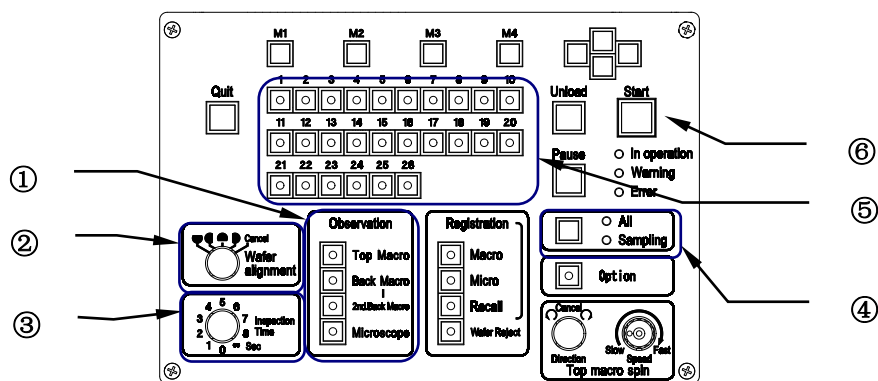 M1 M2 M3 M4
1 2 3 4 5 6 7 8 9 10
Quit Unload Start
11 12 13 14 15 16 17 18 19 20
⑥
Pause
In operation
21 22 23 24 25 26
Warning
①
Error
⑤
Observation
Registration
All
②
Cancel
Sampling
Wafer
alignment
Top Macro
Macro
Back Macro
Micro
Option
2nd.Back Macro
Recall
④
③
4 5 6
3 7
2 8
1 0 ∞ Sec
Inspection
Time
Microscope
Wafer Reject
Cancel
Slow Fast
Direction Speed
Top macro spin